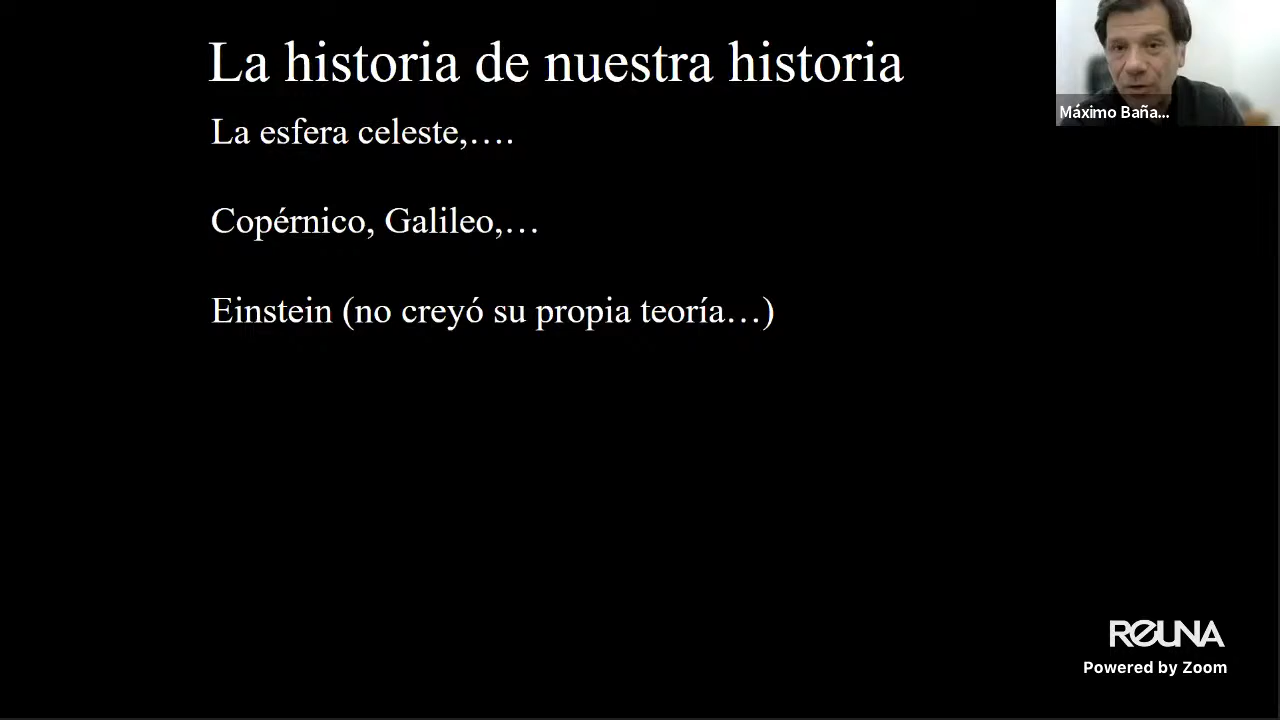 La historia de nuestra historia
La esfera celeste,....
Copérnico, Galileo,...
Einstein (no creyó su propia teoría...)
Máximo Baña...
REUNA
Powered by Zoom